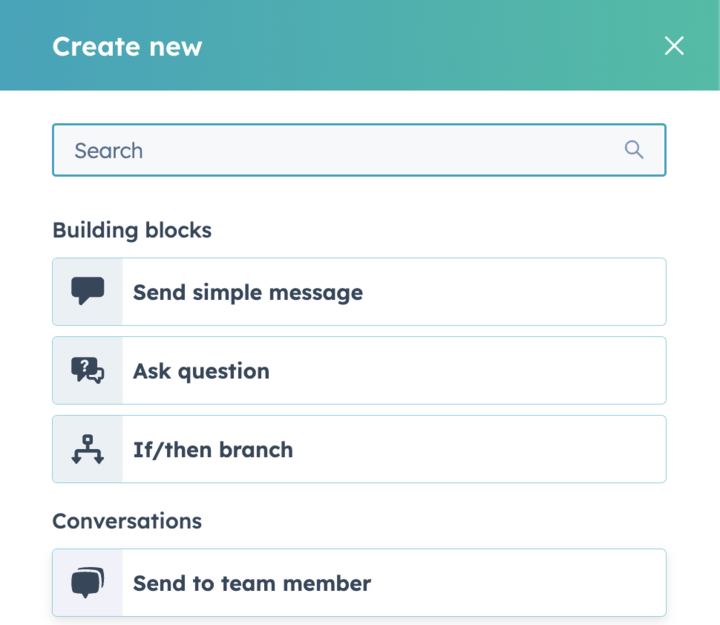 Create new
Search
Building blocks
Send simple message
Ask question
If/then branch
Conversations
Send to team member